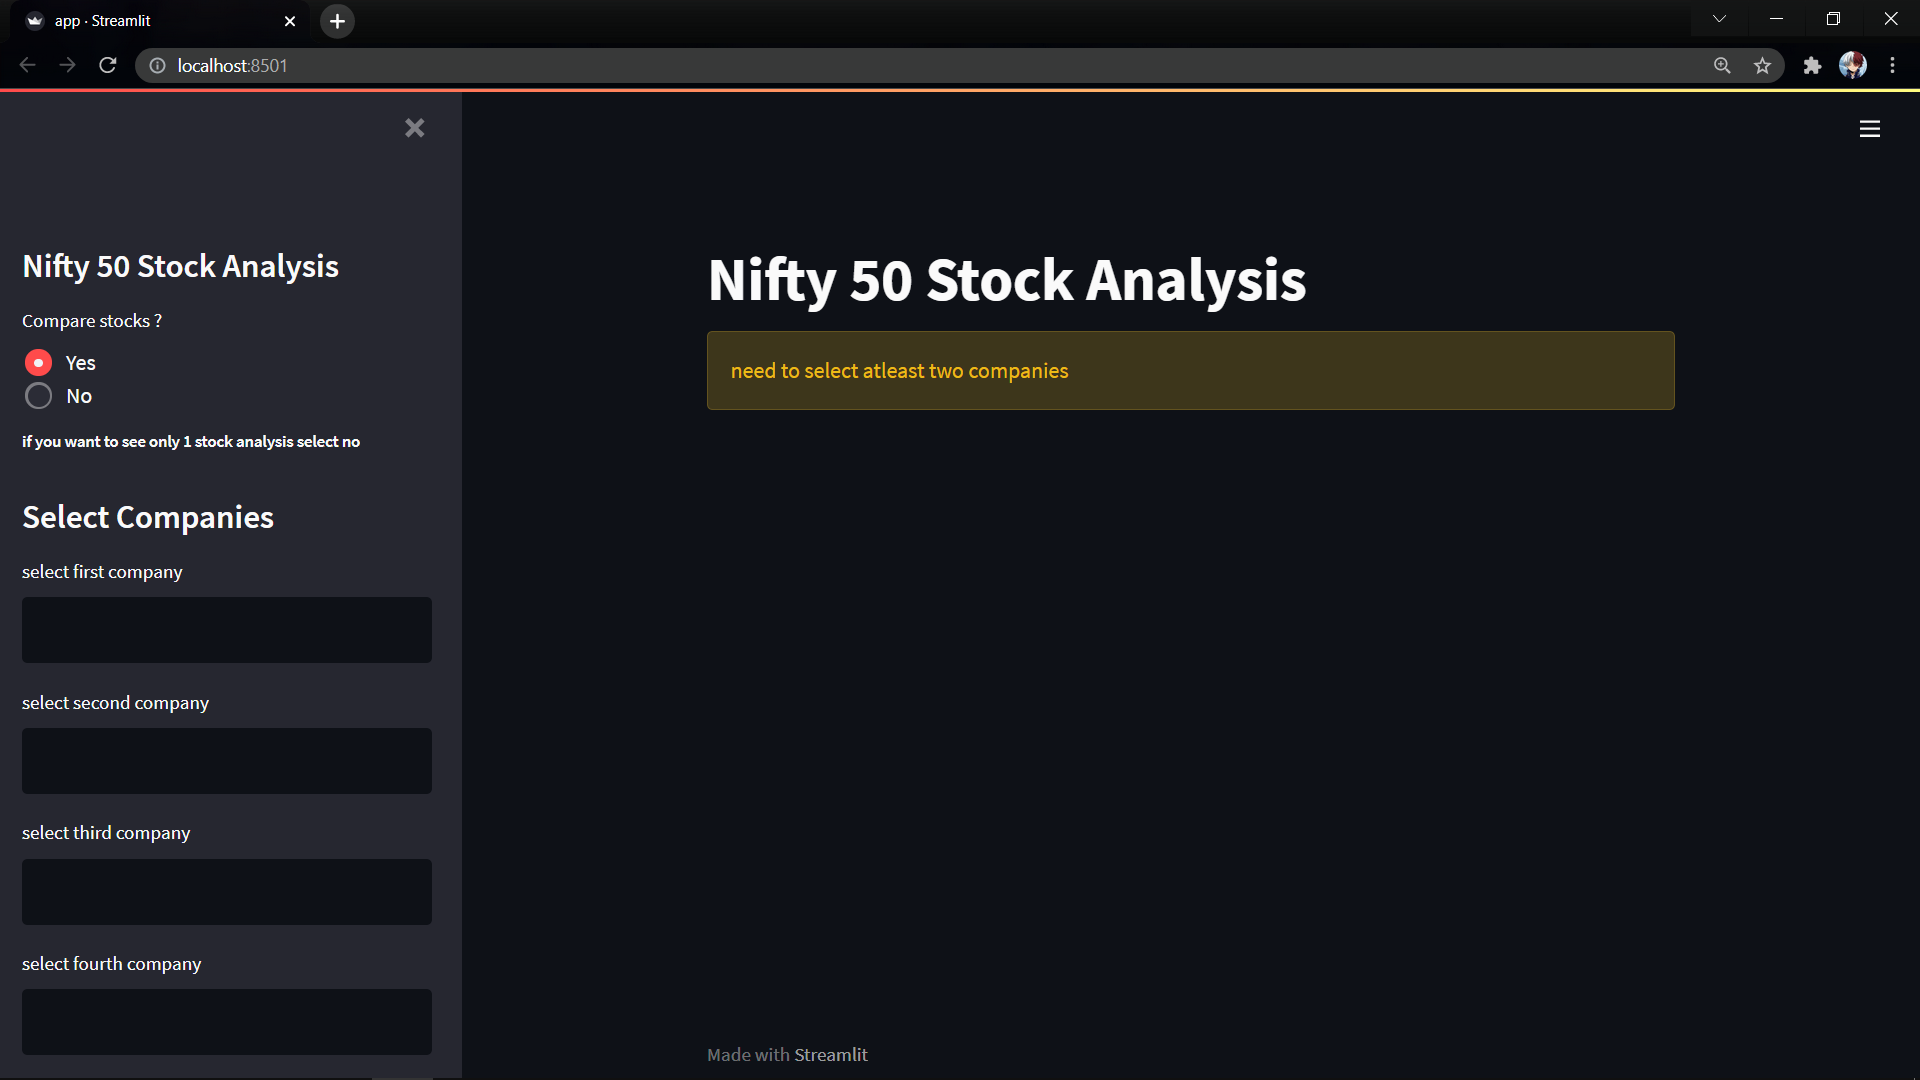 app · Streamlit
localhost:8501
Nifty 50 Stock Analysis
Compare stocks ?
Yes
No
if you want to see only 1 stock analysis select no
Select Companies
select first company
select second company
select third company
select fourth company
Nifty 50 Stock Analysis
need to select atleast two companies
Made with Streamlit